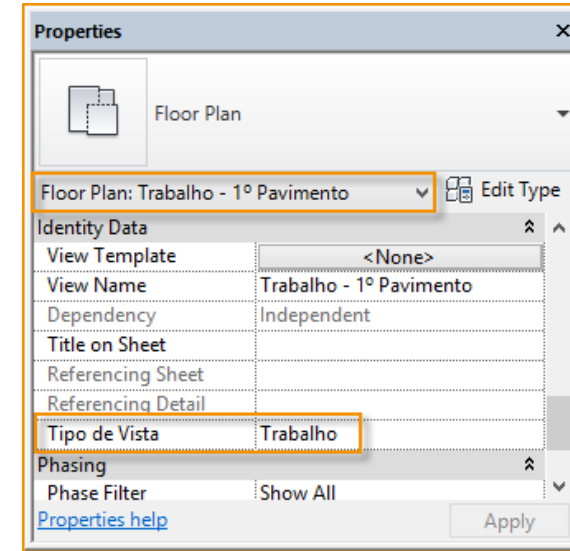 Properties
Floor Plan
Floor Plan: Trabalho - 1º Pavimento Edit Type
Identity Data
View Template <None>
View Name Trabalho - 1º Pavimento
Dependency Independent
Title on Sheet
Referencing Sheet
Referencing Detail
Tipo de Vista Trabalho
Phasing
Phase Filter Show All
Properties help Apply